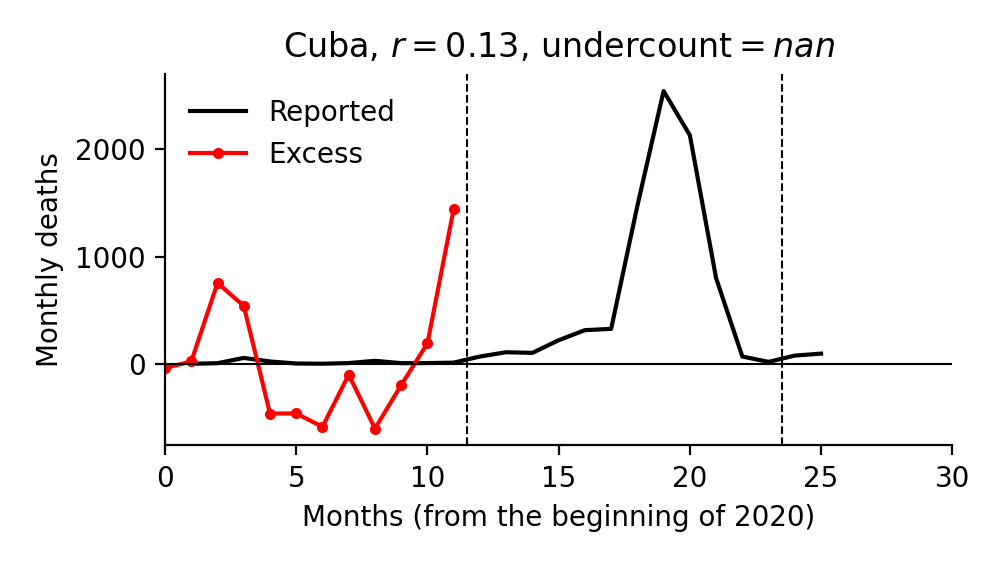 Cuba, r = 0.13, undercount = nan
Reported
Excess
Monthly deaths
2000
1000
0
0 5 10 15 20 25 30
Months (from the beginning of 2020)